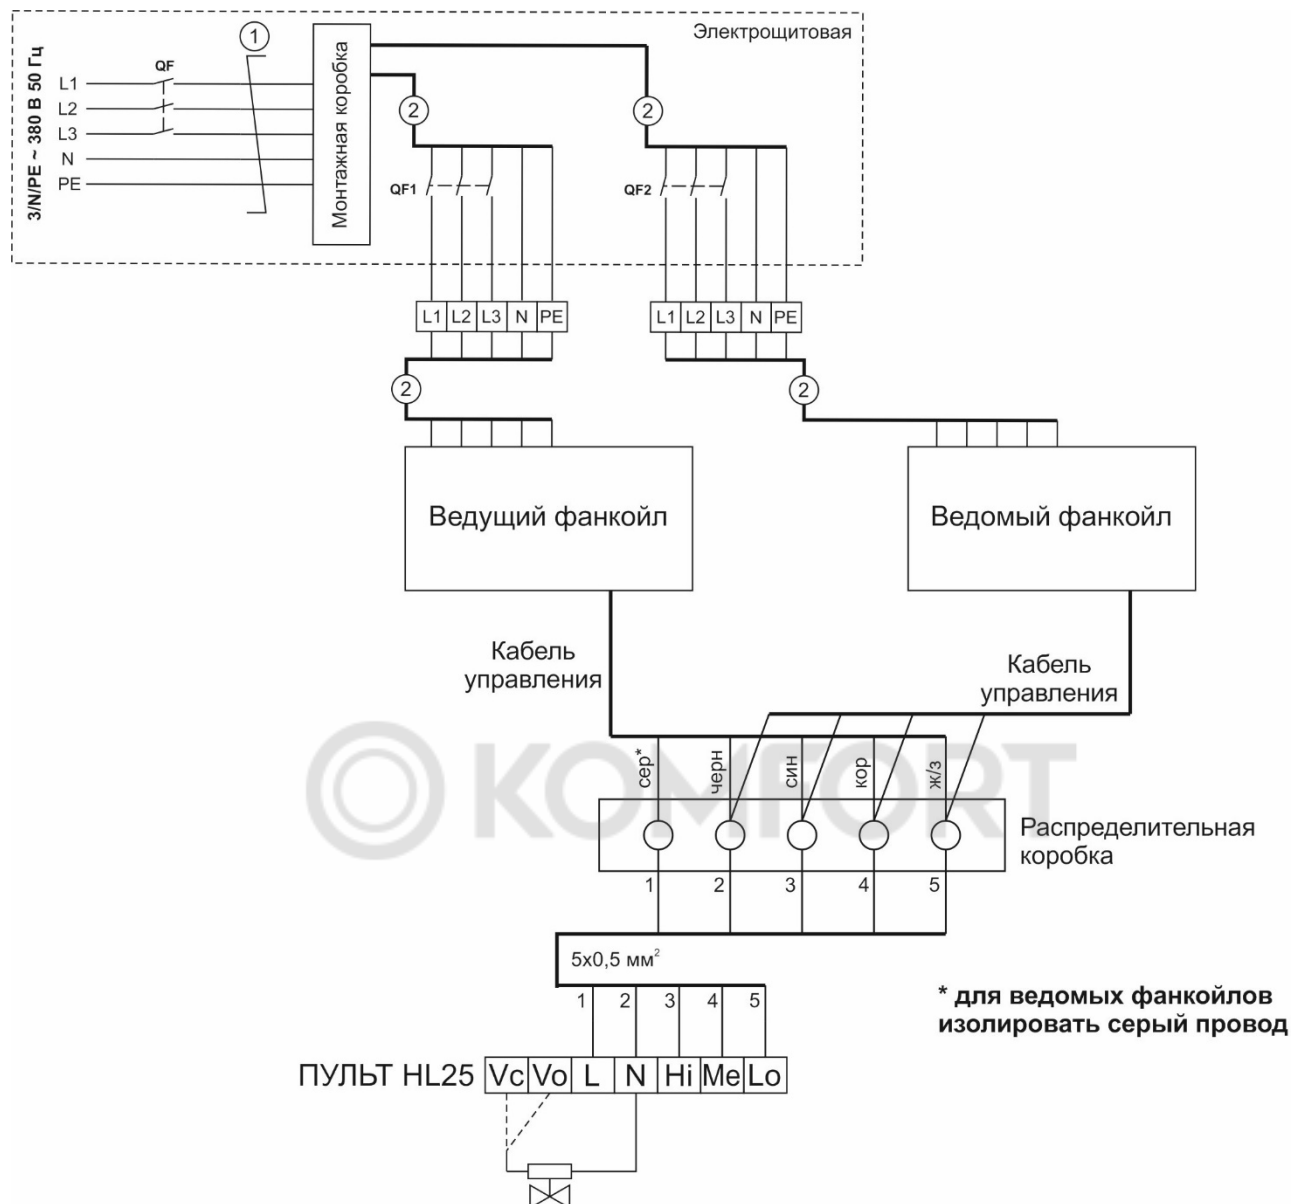 Электрощитовая
3/N/PE ~ 380 В 50 Гц
L1
L2
L3
N
PE
QF
1
Монтажная коробка
2
2
QF1
QF2
L1 L2 L3 N PE
L1 L2 L3 N PE
2
2
Ведущий фанкойл
Ведомый фанкойл
Кабель
управления
Кабель
управления
KOMFORT
сер*
черн
син
кор
ж/з
Распределительная
коробка
1 2 3 4 5
5х0,5 мм²
1 2 3 4 5
* для ведомых фанкойлов
изолировать серый провод
ПУЛЬТ HL25 Vc Vo L N Hi Me Lo